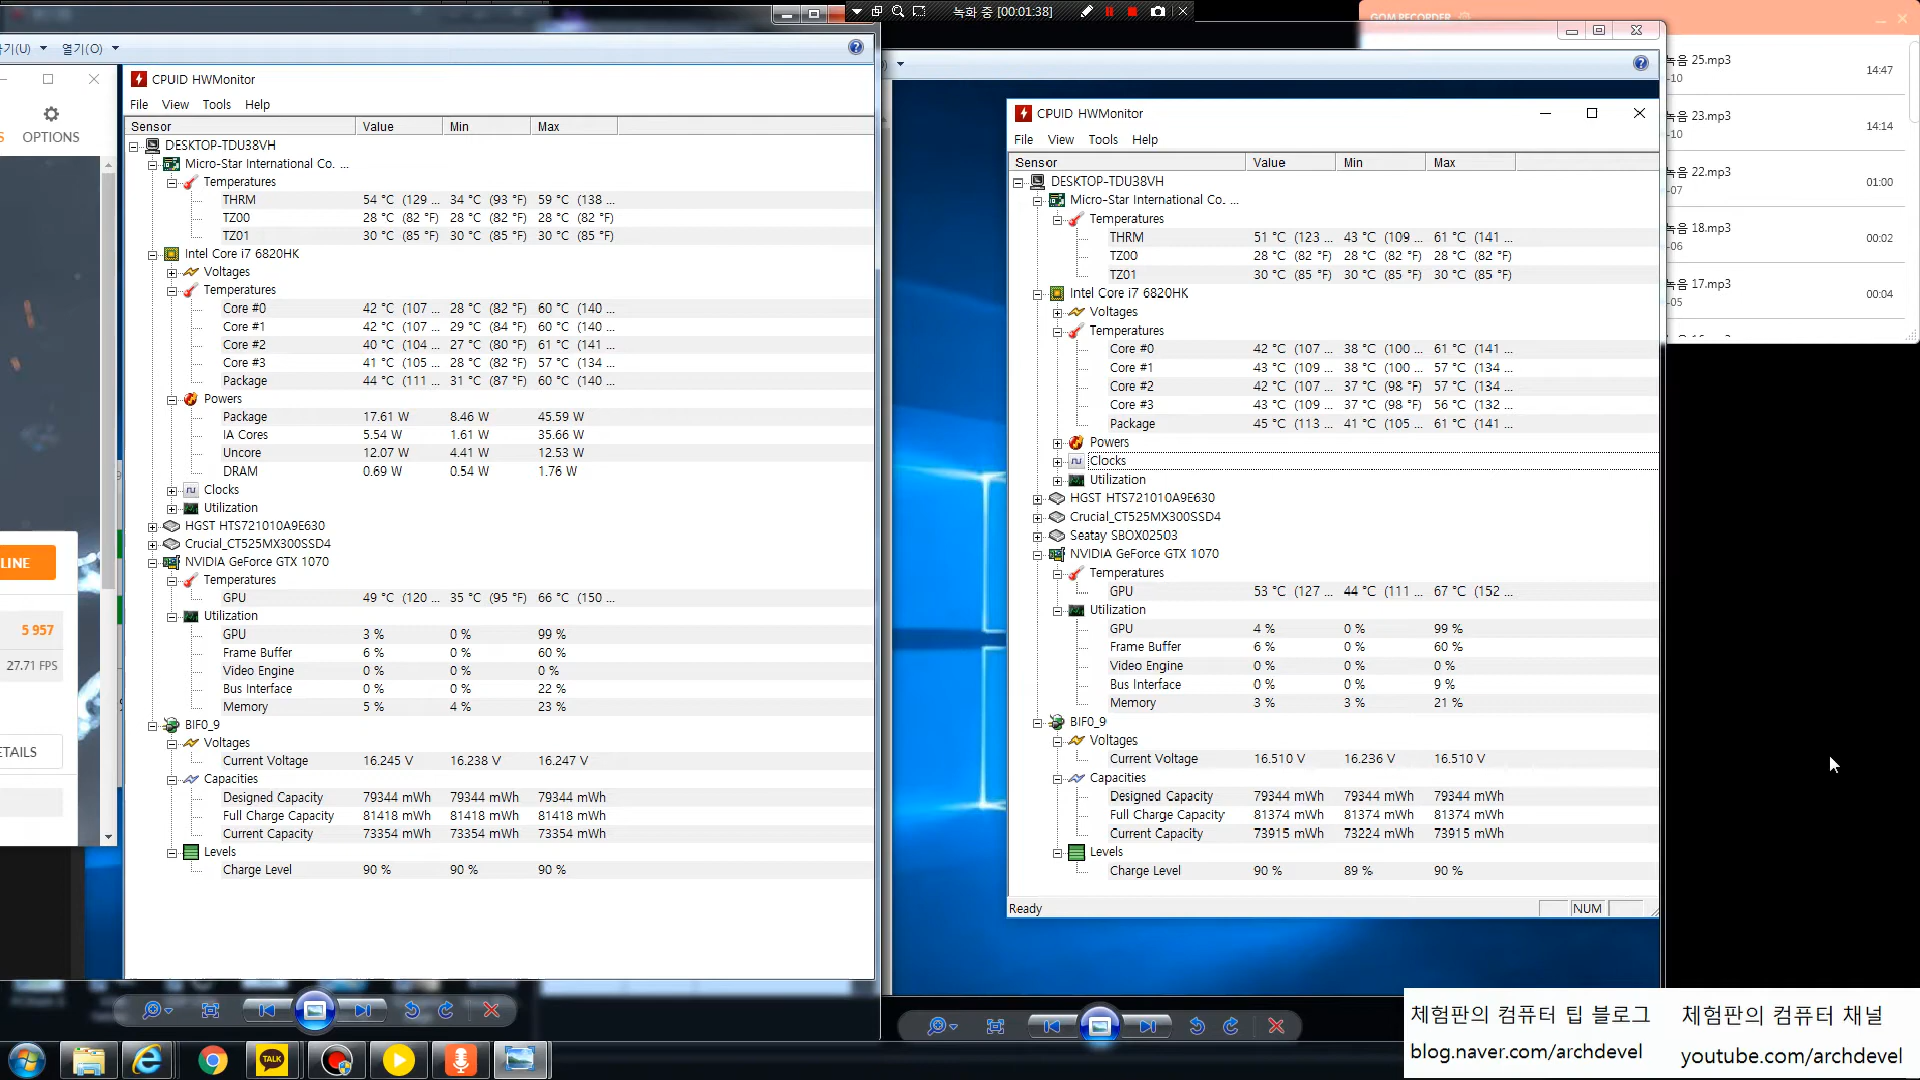 녹화 중 [00:01:38]
GOM RECORDER
기(U)
열기(O)
OPTIONS
LINE
5 957
27.71 FPS
ETAILS
CPUID HWMonitor
File View Tools Help
Sensor Value Min Max
DESKTOP-TDU38VH
Micro-Star International Co. ...
Temperatures
THRM 54 °C (129 ... 34 °C (93 °F) 59 °C (138 ...
TZ00 28 °C (82 °F) 28 °C (82 °F) 28 °C (82 °F)
TZ01 30 °C (85 °F) 30 °C (85 °F) 30 °C (85 °F)
Intel Core i7 6820HK
Voltages
Temperatures
Core #0 42 °C (107 ... 28 °C (82 °F) 60 °C (140 ...
Core #1 42 °C (107 ... 29 °C (84 °F) 60 °C (140 ...
Core #2 40 °C (104 ... 27 °C (80 °F) 61 °C (141 ...
Core #3 41 °C (105 ... 28 °C (82 °F) 57 °C (134 ...
Package 44 °C (111 ... 31 °C (87 °F) 60 °C (140 ...
Powers
Package 17.61 W 8.46 W 45.59 W
IA Cores 5.54 W 1.61 W 35.66 W
Uncore 12.07 W 4.41 W 12.53 W
DRAM 0.69 W 0.54 W 1.76 W
Clocks
Utilization
HGST HTS721010A9E630
Crucial_CT525MX300SSD4
NVIDIA GeForce GTX 1070
Temperatures
GPU 49 °C (120 ... 35 °C (95 °F) 66 °C (150 ...
Utilization
GPU 3 % 0 % 99 %
Frame Buffer 6 % 0 % 60 %
Video Engine 0 % 0 % 0 %
Bus Interface 0 % 0 % 22 %
Memory 5 % 4 % 23 %
BIF0_9
Voltages
Current Voltage 16.245 V 16.238 V 16.247 V
Capacities
Designed Capacity 79344 mWh 79344 mWh 79344 mWh
Full Charge Capacity 81418 mWh 81418 mWh 81418 mWh
Current Capacity 73354 mWh 73354 mWh 73354 mWh
Levels
Charge Level 90 % 90 % 90 %
CPUID HWMonitor
File View Tools Help
Sensor Value Min Max
DESKTOP-TDU38VH
Micro-Star International Co. ...
Temperatures
THRM 51 °C (123 ... 43 °C (109 ... 61 °C (141 ...
TZ00 28 °C (82 °F) 28 °C (82 °F) 28 °C (82 °F)
TZ01 30 °C (85 °F) 30 °C (85 °F) 30 °C (85 °F)
Intel Core i7 6820HK
Voltages
Temperatures
Core #0 42 °C (107 ... 38 °C (100 ... 61 °C (141 ...
Core #1 43 °C (109 ... 38 °C (100 ... 57 °C (134 ...
Core #2 42 °C (107 ... 37 °C (98 °F) 57 °C (134 ...
Core #3 43 °C (109 ... 37 °C (98 °F) 56 °C (132 ...
Package 45 °C (113 ... 41 °C (105 ... 61 °C (141 ...
Powers
Clocks
Utilization
HGST HTS721010A9E630
Crucial_CT525MX300SSD4
Seatay SBOX02503
NVIDIA GeForce GTX 1070
Temperatures
GPU 53 °C (127 ... 44 °C (111 ... 67 °C (152 ...
Utilization
GPU 4 % 0 % 99 %
Frame Buffer 6 % 0 % 60 %
Video Engine 0 % 0 % 0 %
Bus Interface 0 % 0 % 9 %
Memory 3 % 3 % 21 %
BIF0_9
Voltages
Current Voltage 16.510 V 16.236 V 16.510 V
Capacities
Designed Capacity 79344 mWh 79344 mWh 79344 mWh
Full Charge Capacity 81374 mWh 81374 mWh 81374 mWh
Current Capacity 73915 mWh 73224 mWh 73915 mWh
Levels
Charge Level 90 % 89 % 90 %
Ready NUM
녹음 25.mp3
-10 14:47
녹음 23.mp3
-10 14:14
녹음 22.mp3
-07 01:00
녹음 18.mp3
-06 00:02
녹음 17.mp3
-05 00:04
TALK
체험판의 컴퓨터 팁 블로그
blog.naver.com/archdevel
체험판의 컴퓨터 채널
youtube.com/archdevel